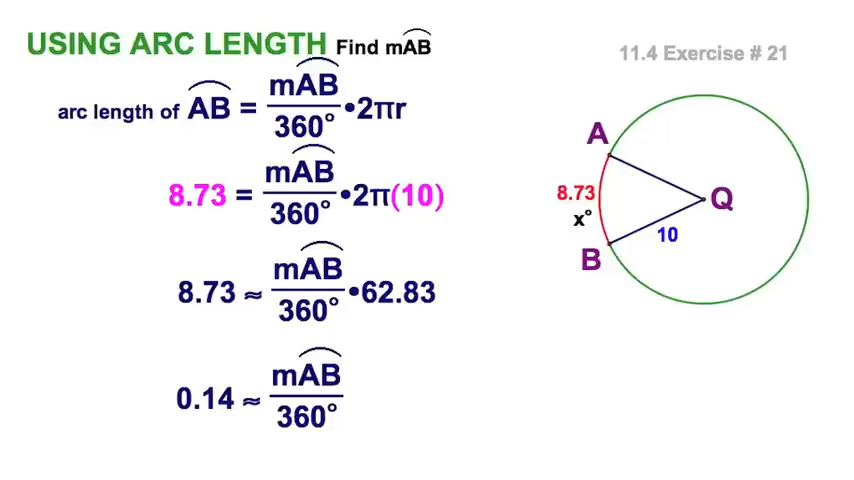 USING ARC LENGTH Find mAB
11.4 Exercise # 21
arc length of AB = mAB/360° •2πr
8.73 = mAB/360° •2π(10)
8.73 ≈ mAB/360° •62.83
0.14 ≈ mAB/360°
A
8.73
x°
B
Q
10